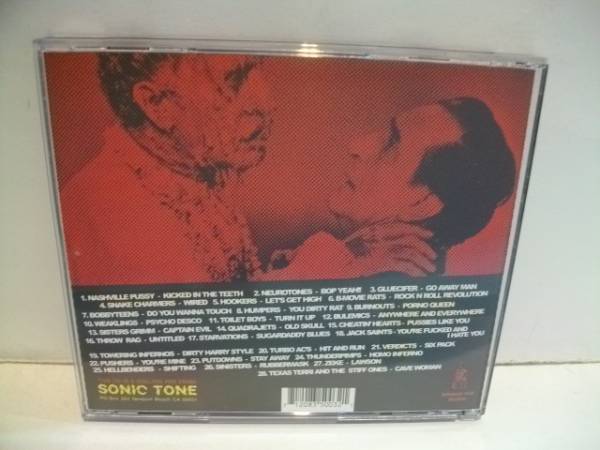 1. NASHVILLE PUSSY - KICKED IN THE TEETH 2. NEUROTONES - BOP YEAH!! 3. GLUECIFER - GO AWAY MAN
4. SNAKE CHARMERS - WIRED 5. HOOKERS - LET'S GET HIGH 6. B-MOVIE RATS - ROCK N ROLL REVOLUTION
7. BOBBYTEENS - DO YOU WANNA TOUCH 8. HUMPERS - YOU DIRTY RAT 9. BURNOUTS - PORNO QUEEN
10. WEAKLINGS - PSYCHO DESCO 11. TOILET BOYS - TURN IT UP 12. BULEMICS - ANYWHERE AND EVERYWHERE
13. SISTERS GRIMM - CAPTAIN EVIL 14. QUADRAJETS - OLD SKULL 15. CHEATIN' HEARTS - PUSSIES LIKE YOU
16. THROW RAG - UNTITLED 17. STARVATIONS - SUGARDADDY BLUES 18. JACK SAINTS - YOU'RE FUCKED AND I HATE YOU
19. TOWERING INFERNOS - DIRTY HARRY STYLE 20. TURBO ACTS - HIT AND RUN 21. VERDICTS - SIX PACK
22. PUSHERS - YOU'RE MINE 23. PUTDOWNS - STAY AWAY 24. THUNDERPIMPS - HOMO INFERNO
25. HELLBENDERS - SHIFTING 26. SINISTERS - RUBBERMASK 27. ZEKE - LAWSON
28. TEXAS TERRI AND THE STIFF ONES - CAVE WOMAN
SONIC TONE